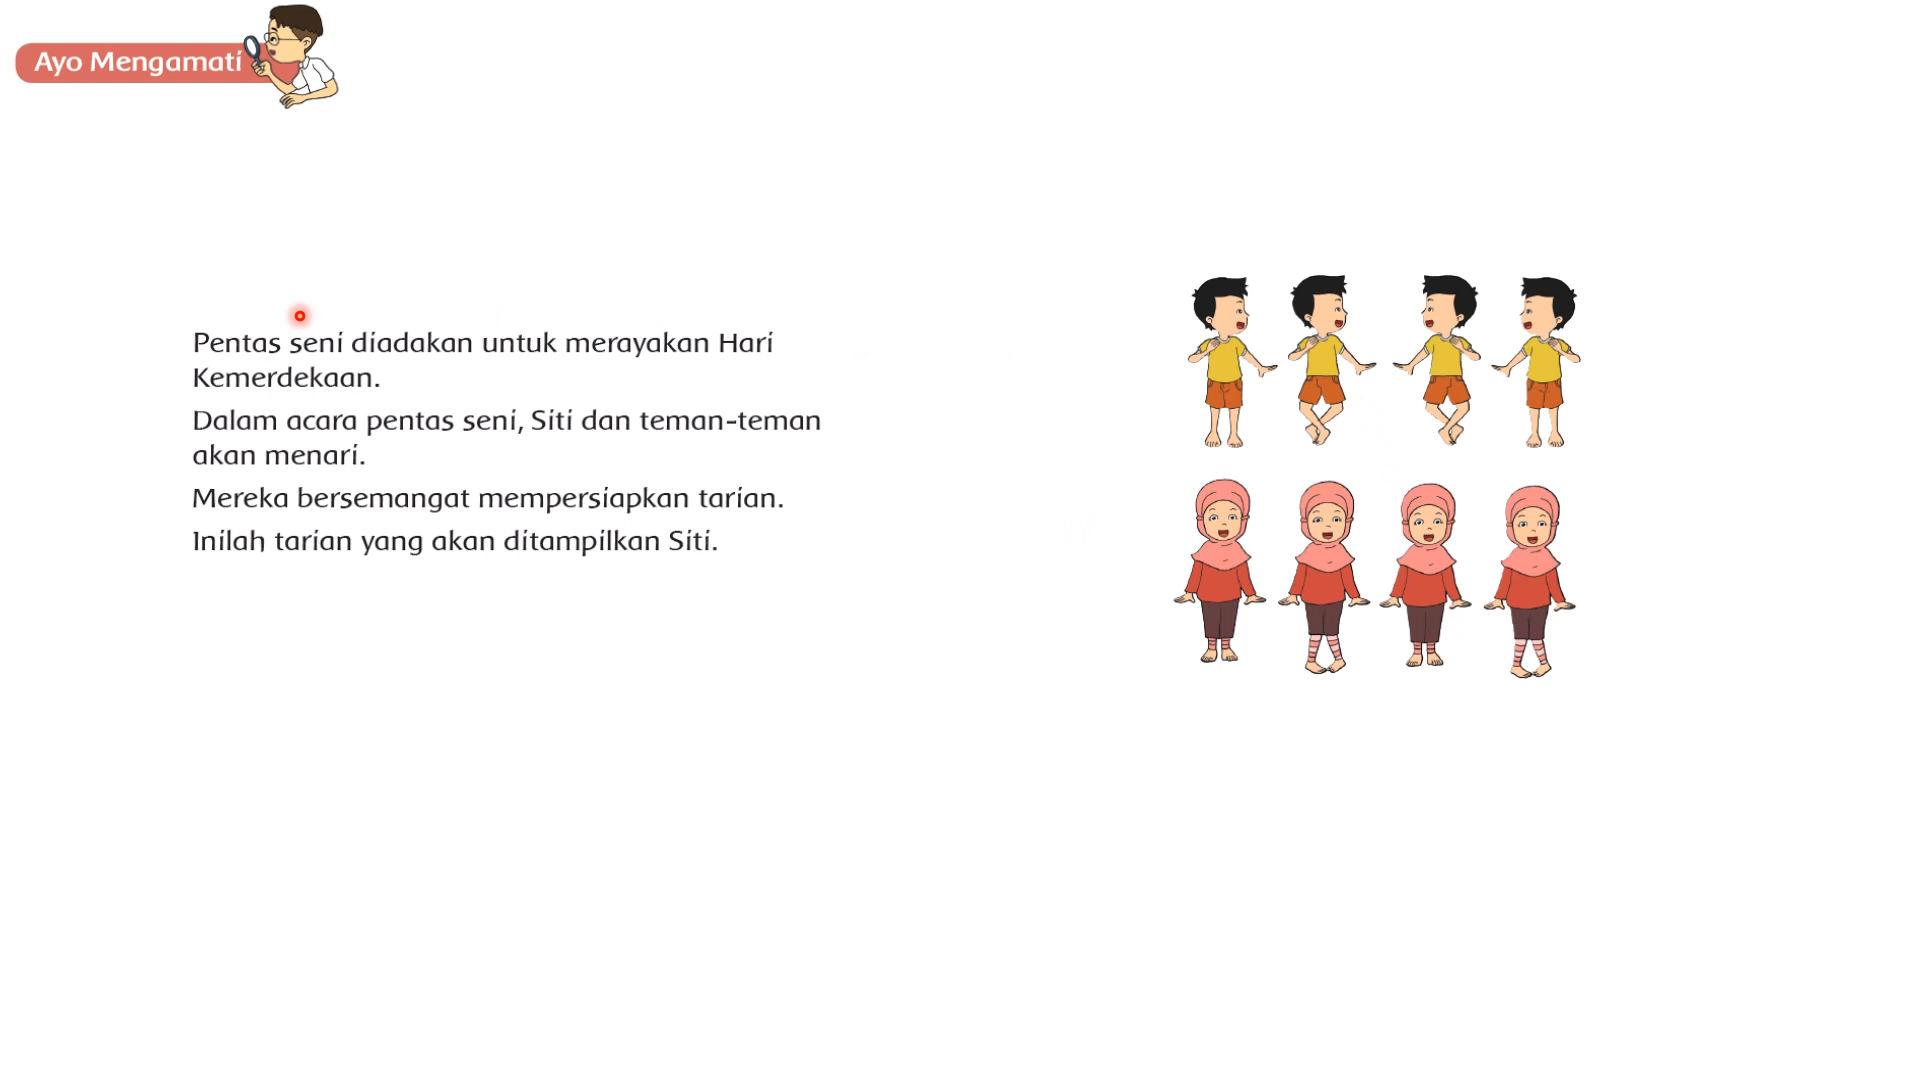 Ayo Mengamati
Pentas seni diadakan untuk merayakan Hari
Kemerdekaan.
Dalam acara pentas seni, Siti dan teman-teman
akan menari.
Mereka bersemangat mempersiapkan tarian.
Inilah tarian yang akan ditampilkan Siti.